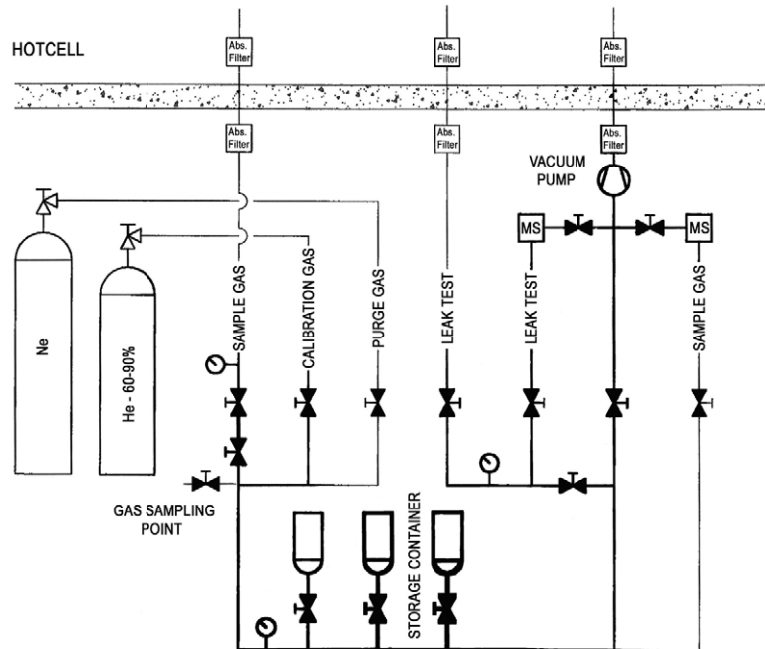 HOTCELL
Abs.
Filter
Abs.
Filter
Abs.
Filter
Abs.
Filter
Abs.
Filter
Abs.
Filter
VACUUM
PUMP
MS
MS
Ne
He - 60-90%
SAMPLE GAS
CALIBRATION GAS
PURGE GAS
LEAK TEST
LEAK TEST
SAMPLE GAS
GAS SAMPLING
POINT
STORAGE CONTAINER